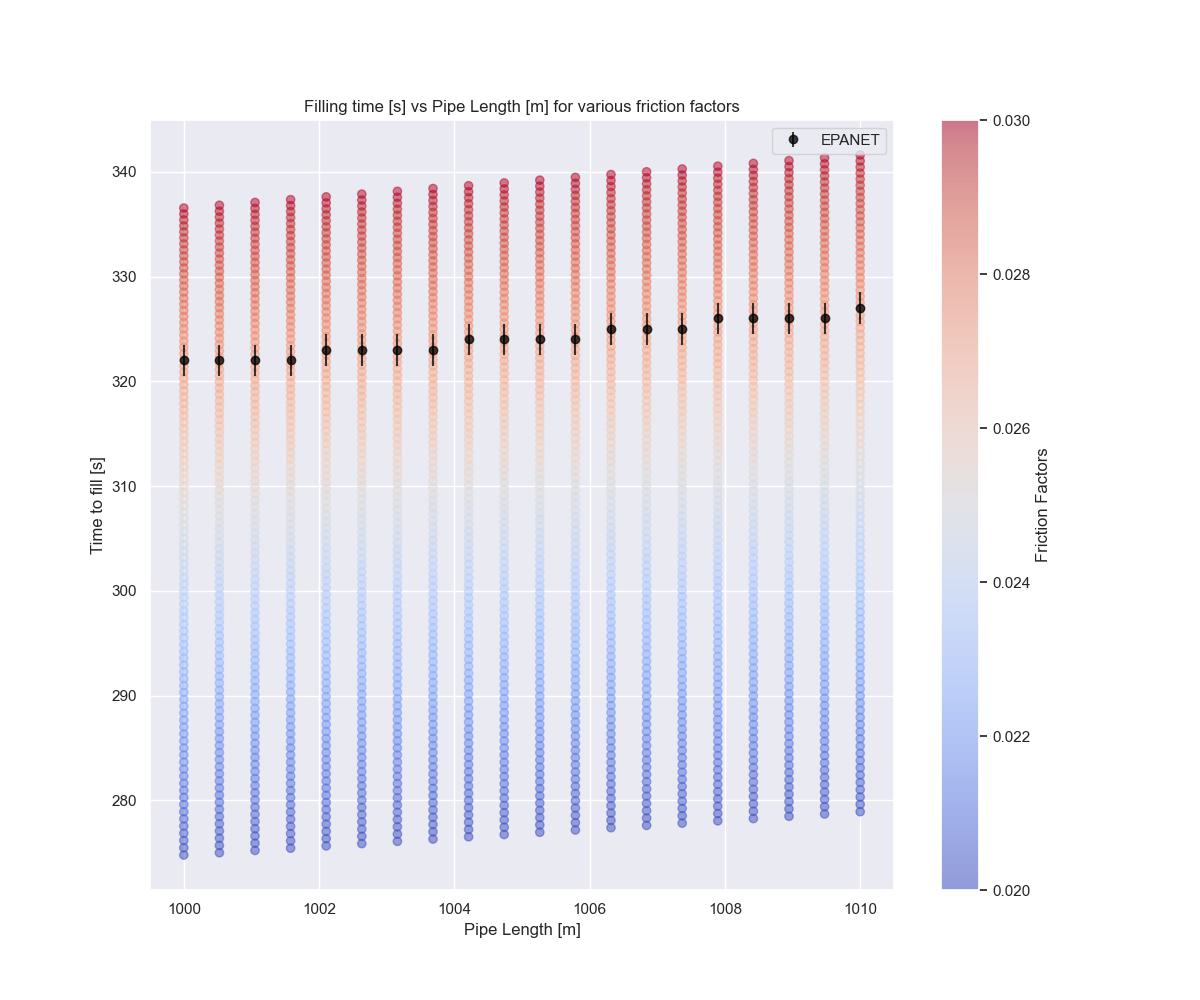 Filling time [s] vs Pipe Length [m] for various friction factors
EPANET
340
330
320
310
300
290
280
Time to fill [s]
1000 1002 1004 1006 1008 1010
Pipe Length [m]
0.030
0.028
0.026
0.024
0.022
0.020
Friction Factors